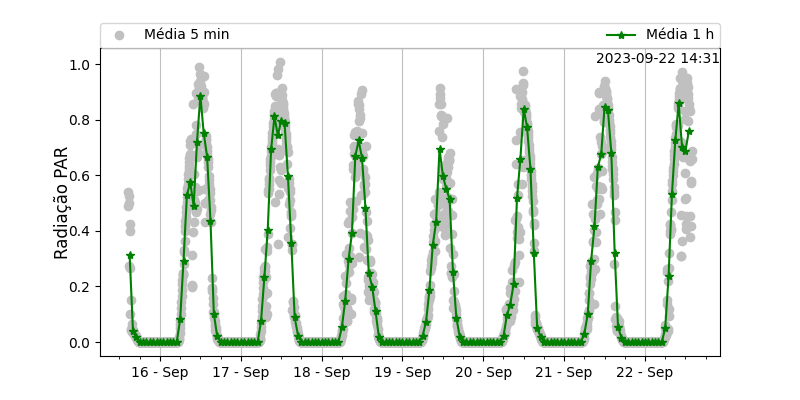 Média 5 min
Média 1 h
2023-09-22 14:31
Radiação PAR
1.0
0.8
0.6
0.4
0.2
0.0
16 - Sep
17 - Sep
18 - Sep
19 - Sep
20 - Sep
21 - Sep
22 - Sep